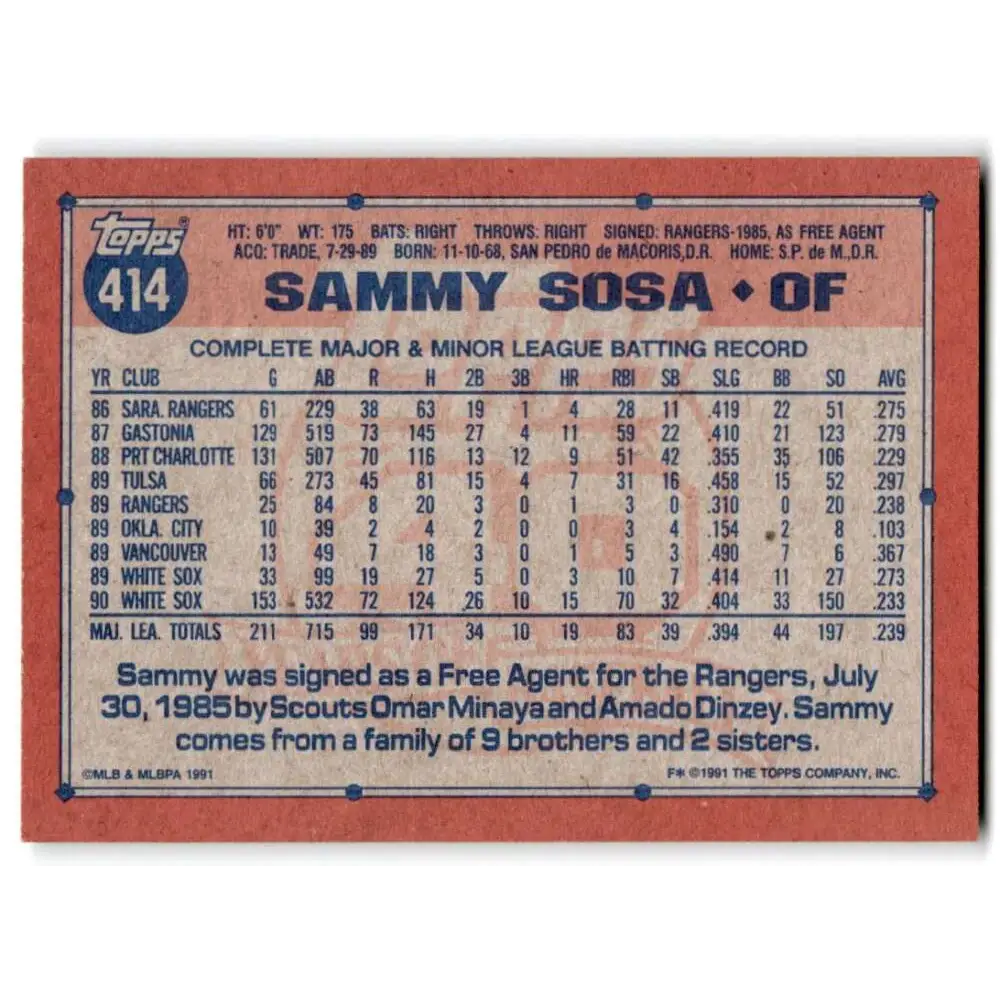 topps®
414
HT: 6'0" WT: 175 BATS: RIGHT THROWS: RIGHT SIGNED: RANGERS-1985, AS FREE AGENT
ACQ: TRADE, 7-29-89 BORN: 11-10-68, SAN PEDRO de MACORIS,D.R. HOME: S.P. de M.,D.R.
SAMMY SOSA ♦ OF
COMPLETE MAJOR & MINOR LEAGUE BATTING RECORD
YR CLUB G AB R H 2B 3B HR RBI SB SLG BB SO AVG
86 SARA. RANGERS 61 229 38 63 19 1 4 28 11 .419 22 51 .275
87 GASTONIA 129 519 73 145 27 4 11 59 22 .410 21 123 .279
88 PRT CHARLOTTE 131 507 70 116 13 12 9 51 42 .355 35 106 .229
89 TULSA 66 273 45 81 15 4 7 31 16 .458 15 52 .297
89 RANGERS 25 84 8 20 3 0 1 3 0 .310 0 20 .238
89 OKLA. CITY 10 39 2 4 2 0 0 3 4 .154 2 8 .103
89 VANCOUVER 13 49 7 18 3 0 1 5 3 .490 7 6 .367
89 WHITE SOX 33 99 19 27 5 0 3 10 7 .414 11 27 .273
90 WHITE SOX 153 532 72 124 26 10 15 70 32 .404 33 150 .233
MAJ. LEA. TOTALS 211 715 99 171 34 10 19 83 39 .394 44 197 .239
Sammy was signed as a Free Agent for the Rangers, July
30, 1985 by Scouts Omar Minaya and Amado Dinzey. Sammy
comes from a family of 9 brothers and 2 sisters.
©MLB & MLBPA 1991 F* ©1991 THE TOPPS COMPANY, INC.